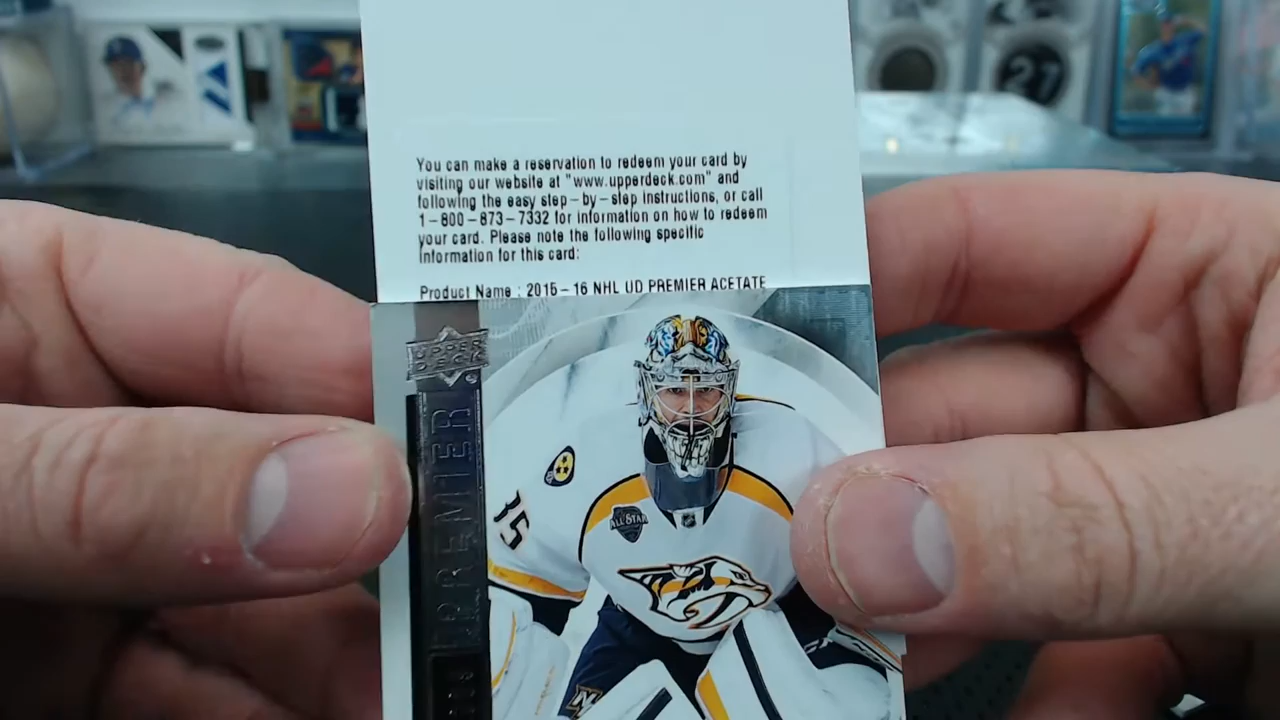 You can make a reservation to redeem your card by
visiting our website at "www.upperdeck.com" and
following the easy step-by-step instructions, or call
1-800-873-7332 for information on how to redeem
your card. Please note the following specific
information for this card:
Product Name : 2015-16 NHL UD PREMIER ACETATE
UPPER DECK
PREMIER
ALL STAR
35
27